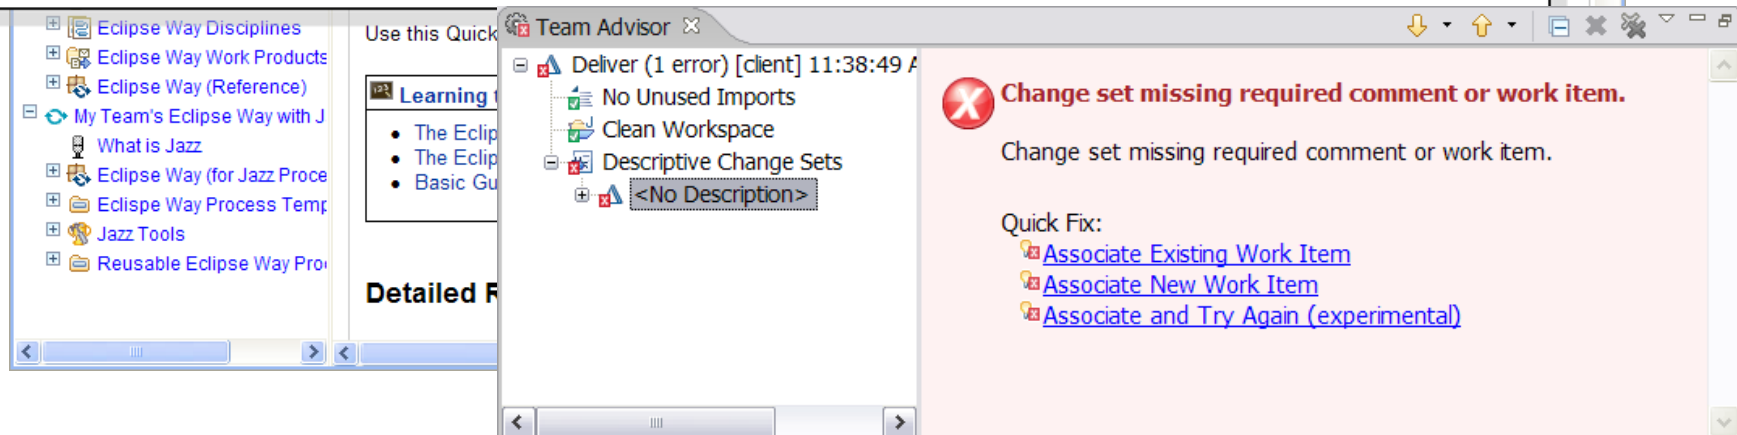 Eclipse Way Disciplines
Eclipse Way Work Products
Eclipse Way (Reference)
My Team's Eclipse Way with J
What is Jazz
Eclipse Way (for Jazz Proce
Eclispe Way Process Temp
Jazz Tools
Reusable Eclipse Way Pro
Use this Quick
Learning t
The Eclip
The Eclip
Basic Gu
Detailed R
Team Advisor
Deliver (1 error) [client] 11:38:49 A
No Unused Imports
Clean Workspace
Descriptive Change Sets
<No Description>
Change set missing required comment or work item.
Change set missing required comment or work item.
Quick Fix:
Associate Existing Work Item
Associate New Work Item
Associate and Try Again (experimental)